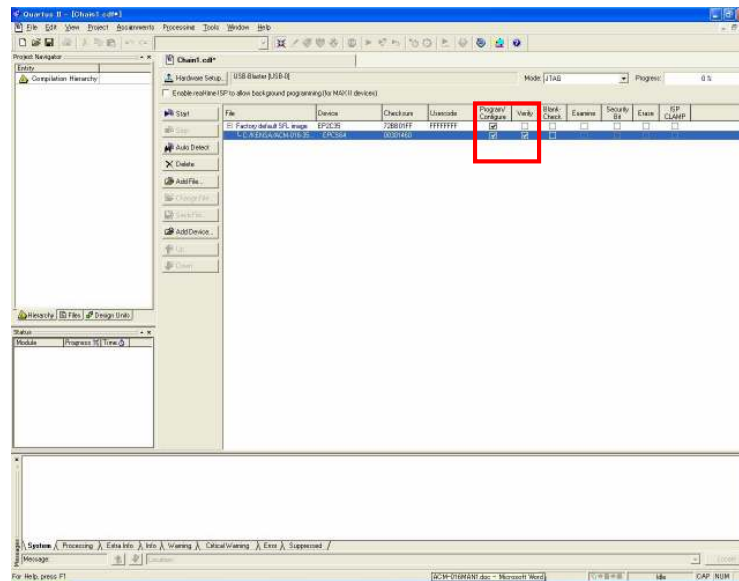 Quartus II - [Chain1.cdf*]
File Edit View Project Assignments Processing Tools Window Help
Project Navigator
Entity
Compilation Hierarchy
Hierarchy Files Design Units
Status
Module Progress % Time
Chain1.cdf*
Hardware Setup... USB-Blaster [USB-0] Mode: JTAG Progress: 0 %
Enable real-time ISP to allow background programming (for MAX II devices)
Start
Stop
Auto Detect
Delete
Add File...
Change File...
Save File...
Add Device...
Up
Down
File Device Checksum Usercode Program/Configure Verify Blank-Check Examine Security Bit Erase ISP CLAMP
Factory default SFL image EP2C35 FFFFFFFF
EPCS64
System Processing Extra Info Info Warning Critical Warning Error Suppressed
Messages
Message: Location: Locate
For Help, press F1 Idle CAP NUM